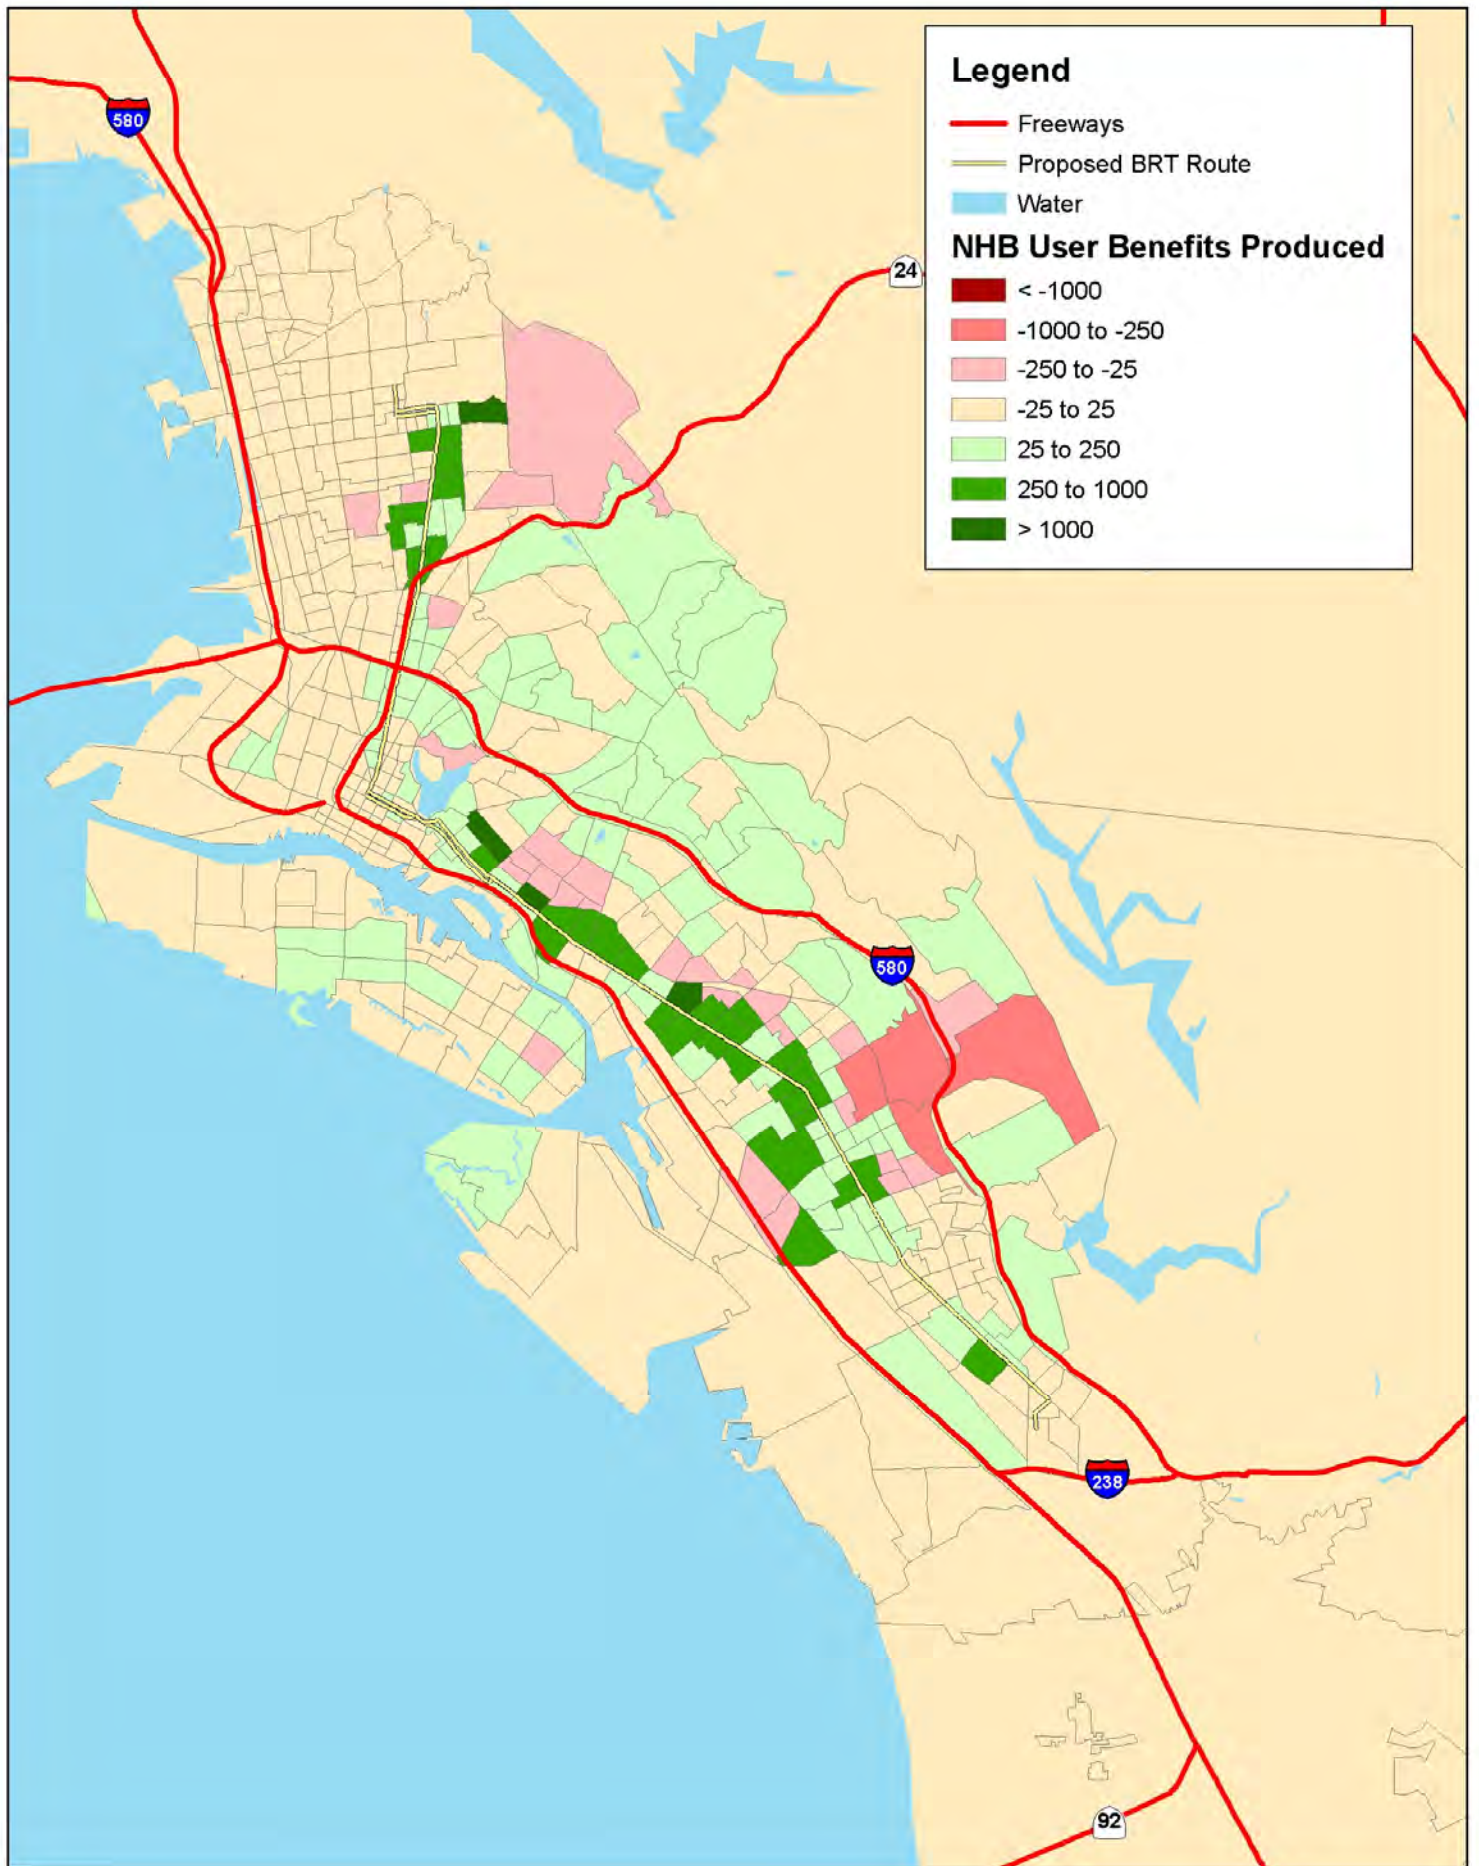 Legend
Freeways
Proposed BRT Route
Water
NHB User Benefits Produced
< -1000
-1000 to -250
-250 to -25
-25 to 25
25 to 250
250 to 1000
> 1000
580
24
580
238
92